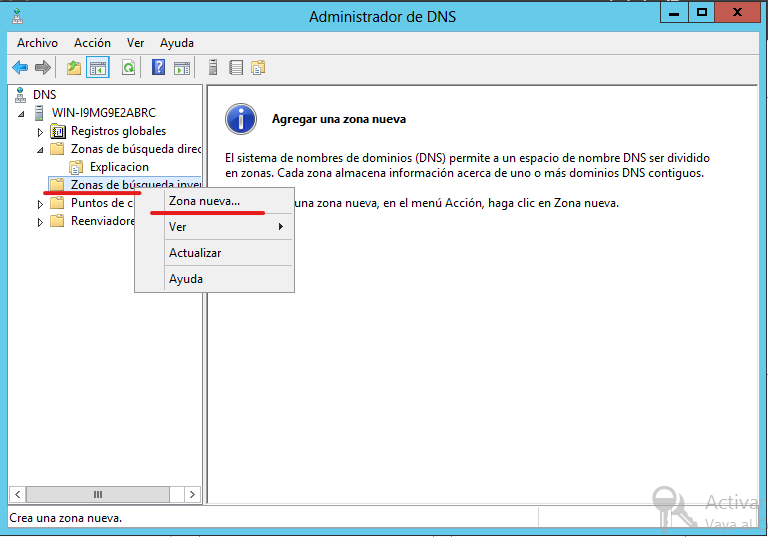 Administrador de DNS
Archivo Acción Ver Ayuda
DNS
WIN-I9MG9E2ABRC
Registros globales
Zonas de búsqueda direc
Explicacion
Zonas de búsqueda inver
Puntos de c
Reenviadore
Zona nueva...
Ver
Actualizar
Ayuda
Agregar una zona nueva
El sistema de nombres de dominios (DNS) permite a un espacio de nombre DNS ser dividido
en zonas. Cada zona almacena información acerca de uno o más dominios DNS contiguos.
una zona nueva, en el menú Acción, haga clic en Zona nueva.
Crea una zona nueva.
Activa
Vaya al